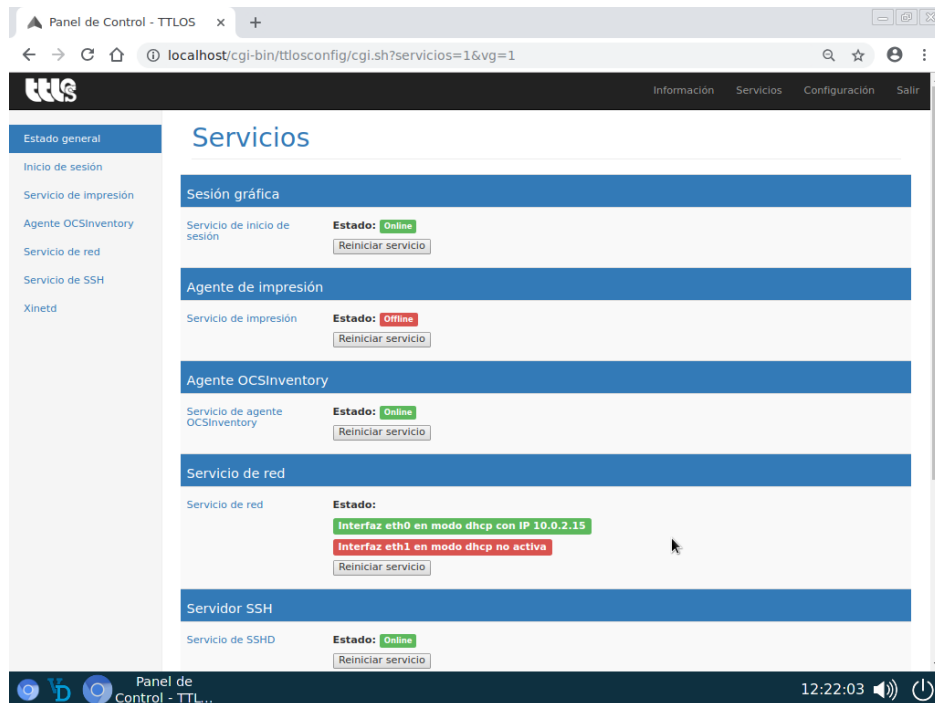 Panel de Control - TTLOS
localhost/cgi-bin/ttlosconfig/cgi.sh?servicios=1&vg=1
ttls
Información Servicios Configuración Salir
Estado general
Inicio de sesión
Servicio de impresión
Agente OCSInventory
Servicio de red
Servicio de SSH
Xinetd
Servicios
Sesión gráfica
Servicio de inicio de
sesión
Estado: Online
Reiniciar servicio
Agente de impresión
Servicio de impresión
Estado: Offline
Reiniciar servicio
Agente OCSInventory
Servicio de agente
OCSInventory
Estado: Online
Reiniciar servicio
Servicio de red
Servicio de red
Estado:
Interfaz eth0 en modo dhcp con IP 10.0.2.15
Interfaz eth1 en modo dhcp no activa
Reiniciar servicio
Servidor SSH
Servicio de SSHD
Estado: Online
Reiniciar servicio
VD
Panel de
Control - TTL...
12:22:03